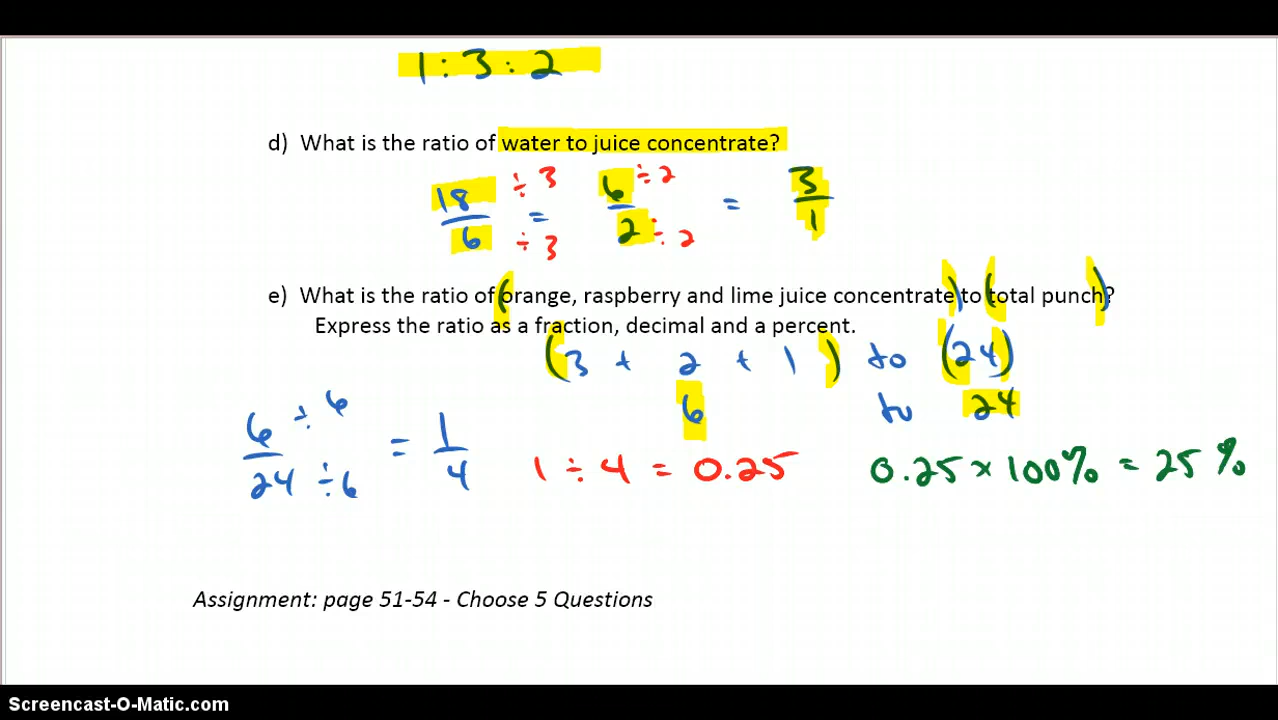 1 : 3 : 2
d) What is the ratio of water to juice concentrate?
18/6 ÷ 3 / ÷ 3 = 6/2 ÷ 2 / ÷ 2 = 3/1
e) What is the ratio of (orange, raspberry and lime juice concentrate) to (total punch)?
Express the ratio as a fraction, decimal and a percent.
(3 + 2 + 1) to (24)
6 to 24
6/24 ÷ 6 / ÷ 6 = 1/4
1 ÷ 4 = 0.25
0.25 × 100% = 25 %
Assignment: page 51-54 - Choose 5 Questions
Screencast-O-Matic.com